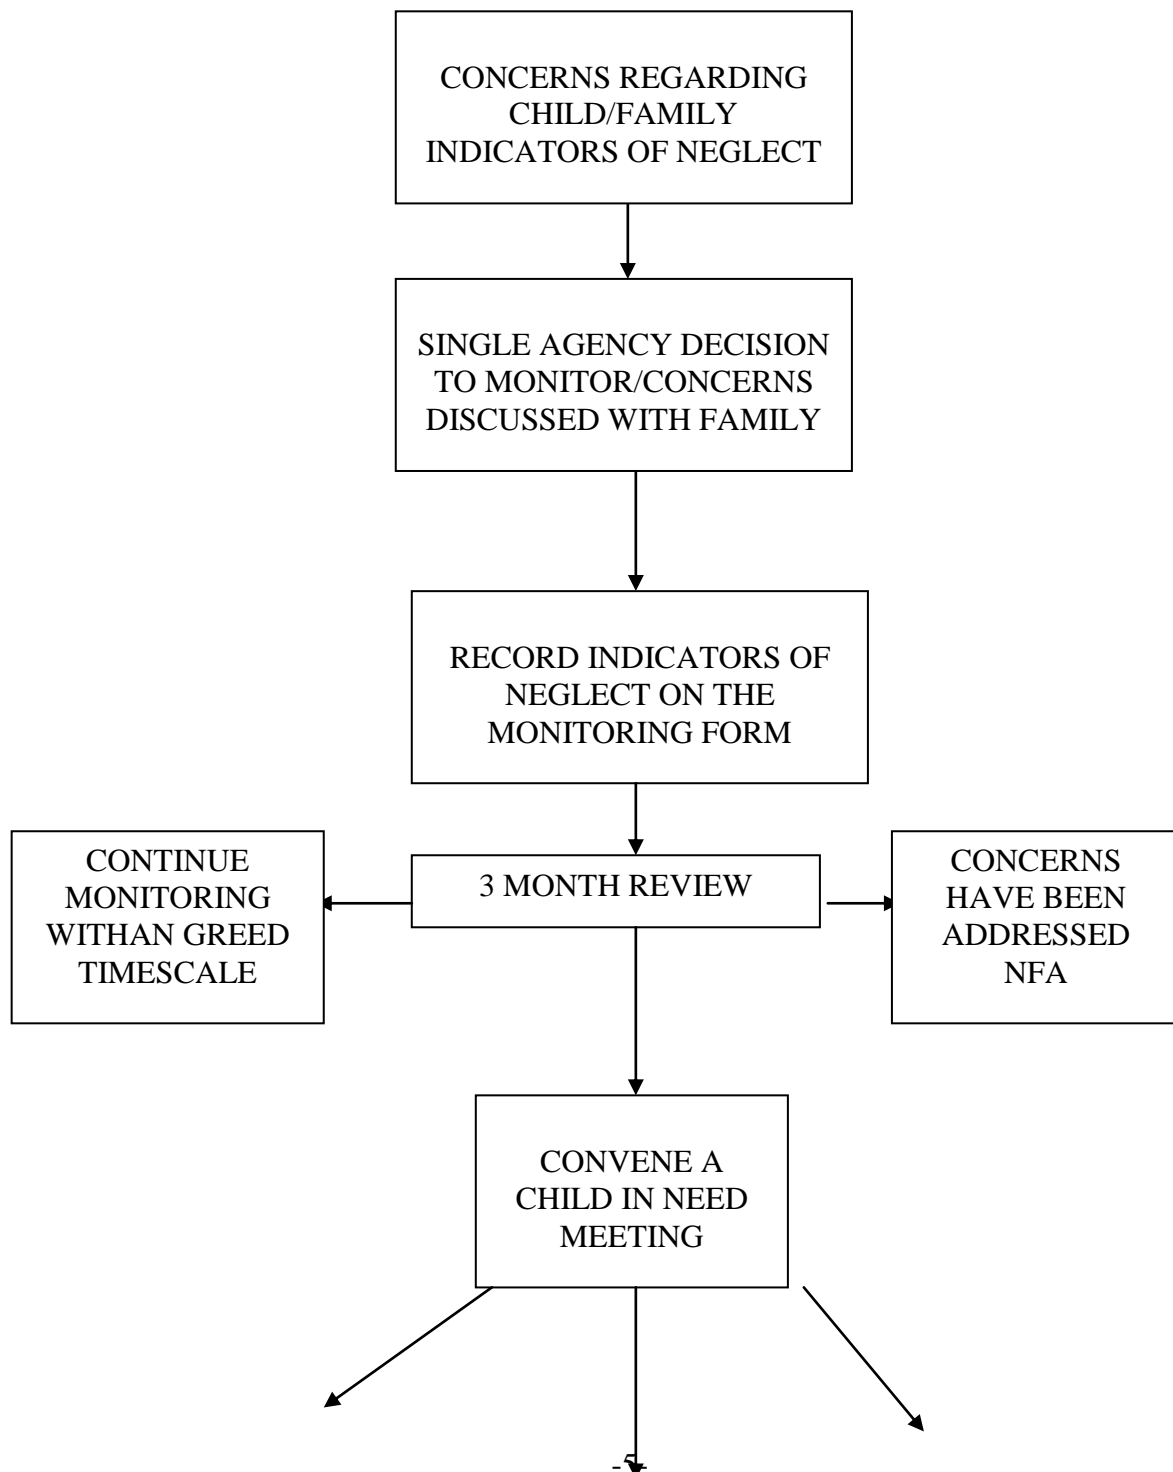 CONCERNS REGARDING
CHILD/FAMILY
INDICATORS OF NEGLECT
SINGLE AGENCY DECISION
TO MONITOR/CONCERNS
DISCUSSED WITH FAMILY
RECORD INDICATORS OF
NEGLECT ON THE
MONITORING FORM
CONTINUE
MONITORING
WITHAN GREED
TIMESCALE
3 MONTH REVIEW
CONCERNS
HAVE BEEN
ADDRESSED
NFA
CONVENE A
CHILD IN NEED
MEETING
-5-